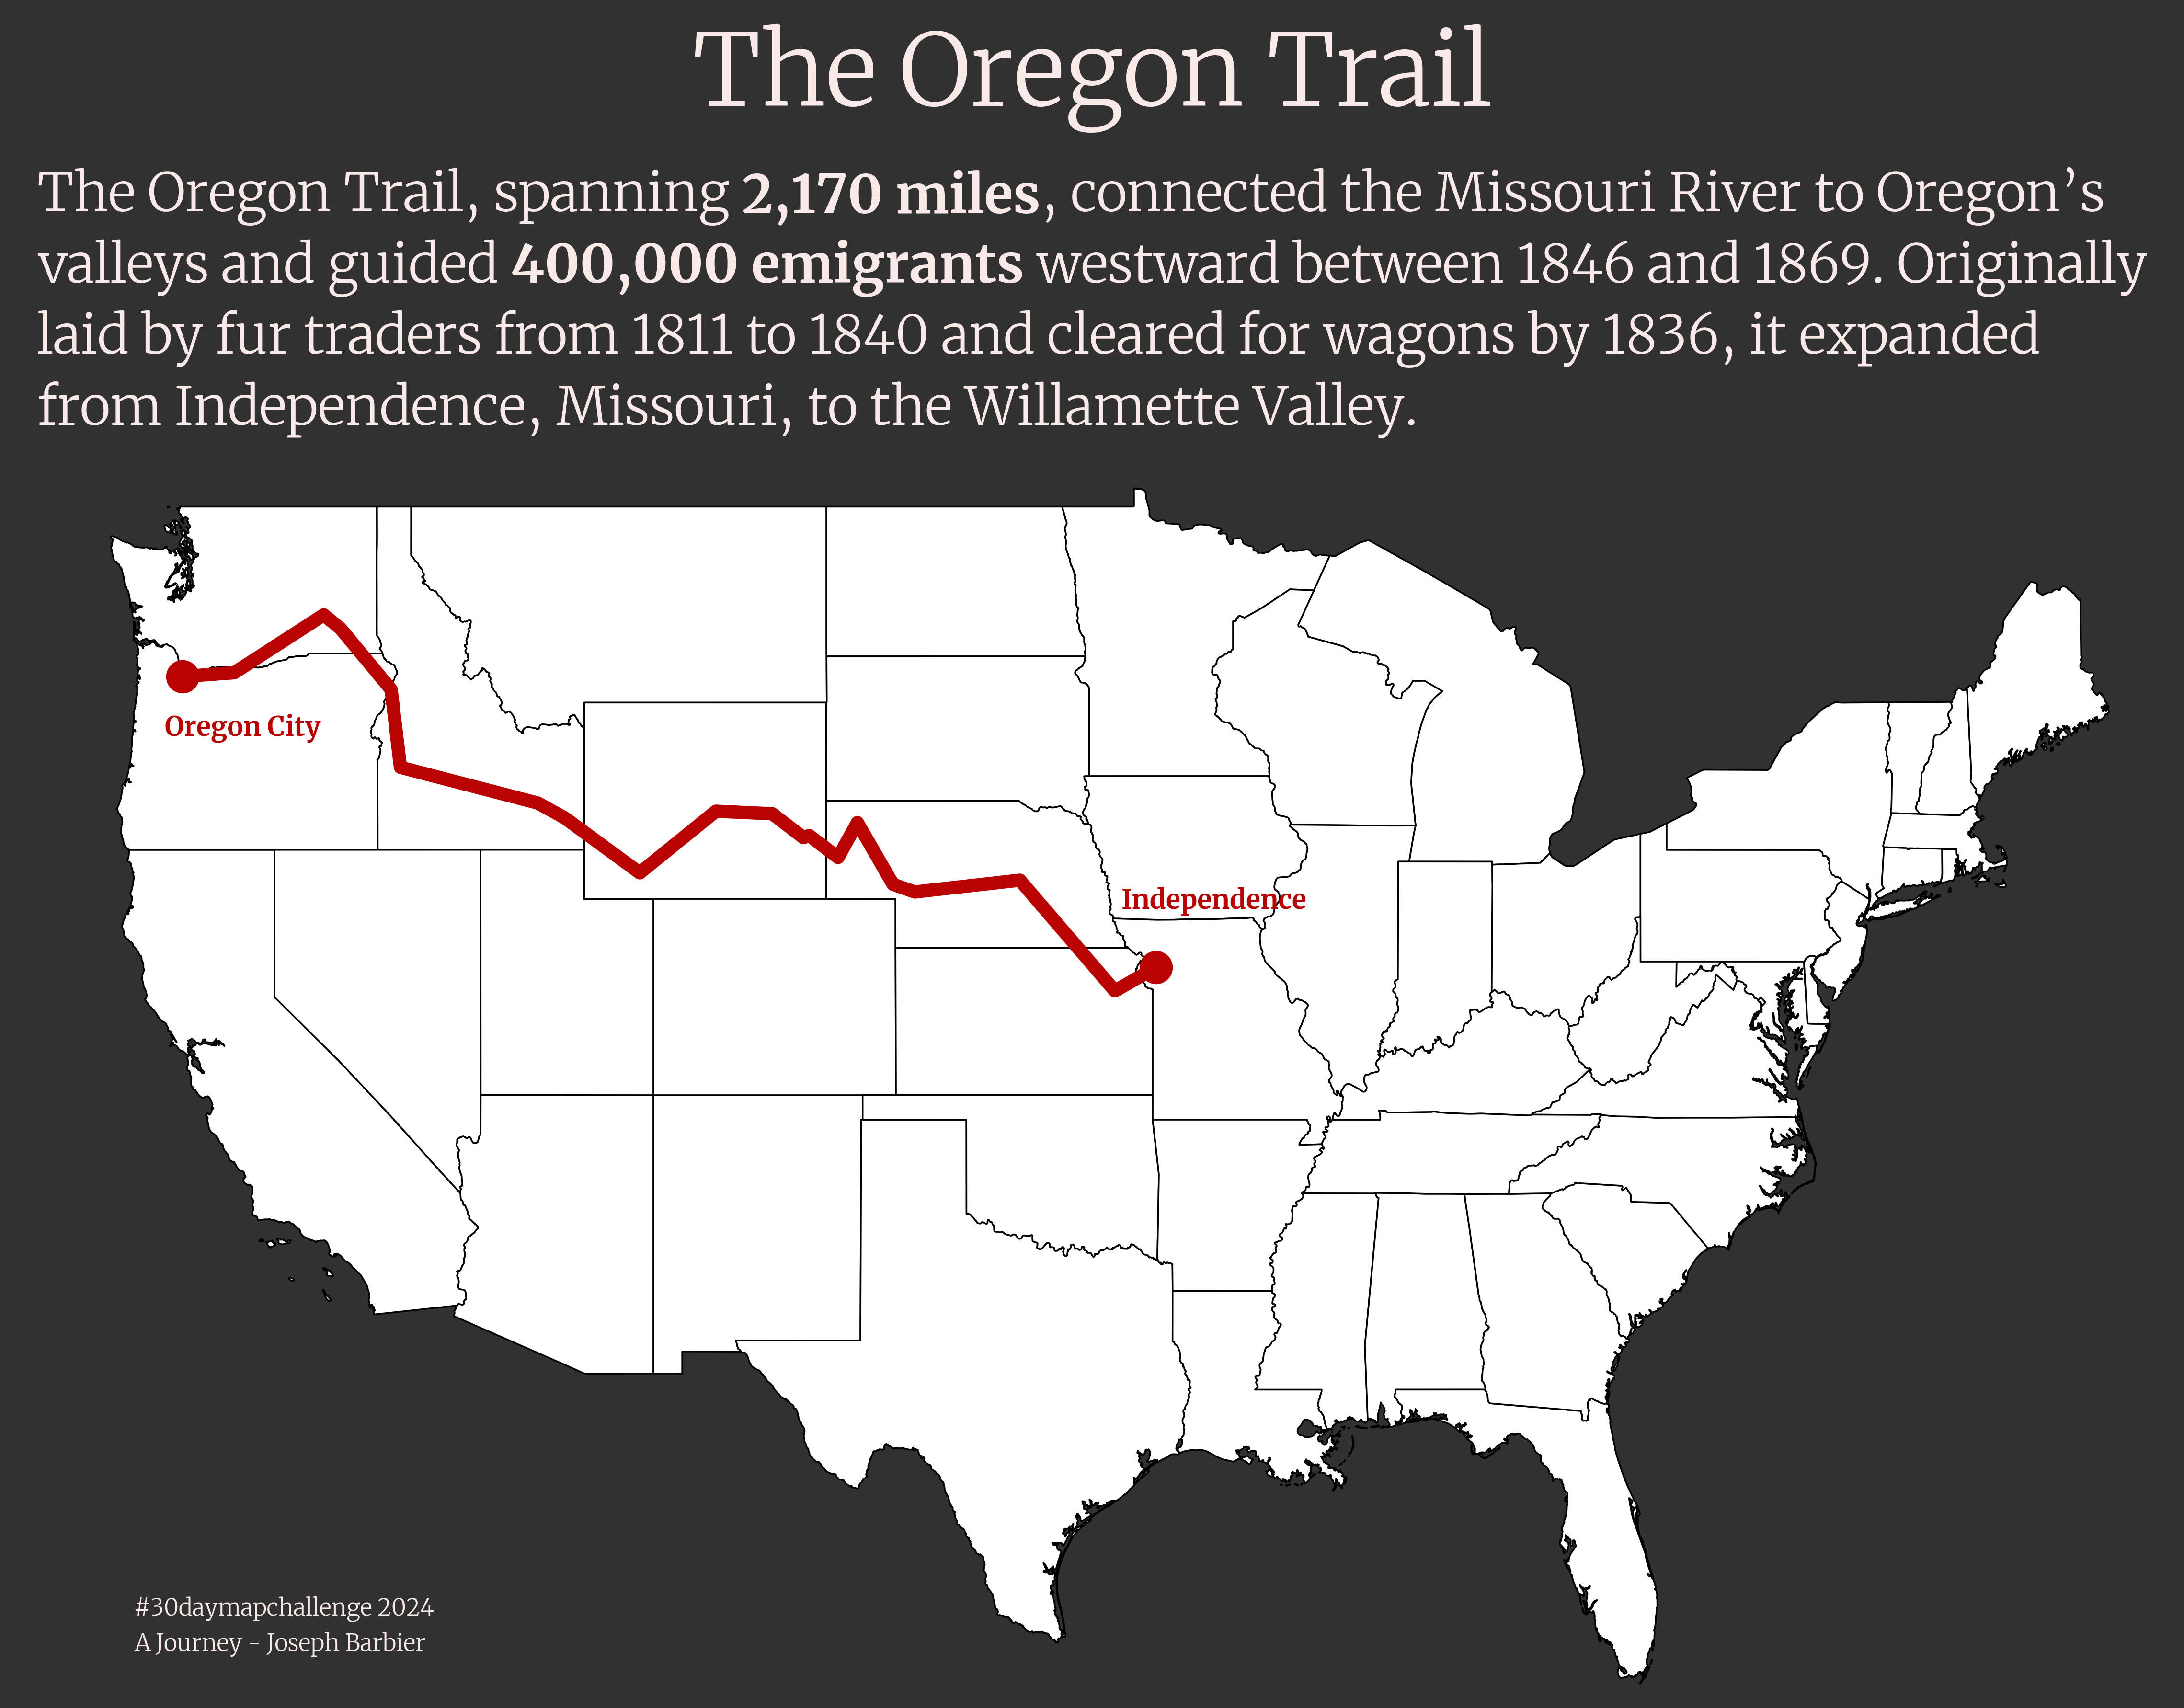 The Oregon Trail
The Oregon Trail, spanning 2,170 miles, connected the Missouri River to Oregon’s
valleys and guided 400,000 emigrants westward between 1846 and 1869. Originally
laid by fur traders from 1811 to 1840 and cleared for wagons by 1836, it expanded
from Independence, Missouri, to the Willamette Valley.
Oregon City
Independence
#30daymapchallenge 2024
A Journey - Joseph Barbier